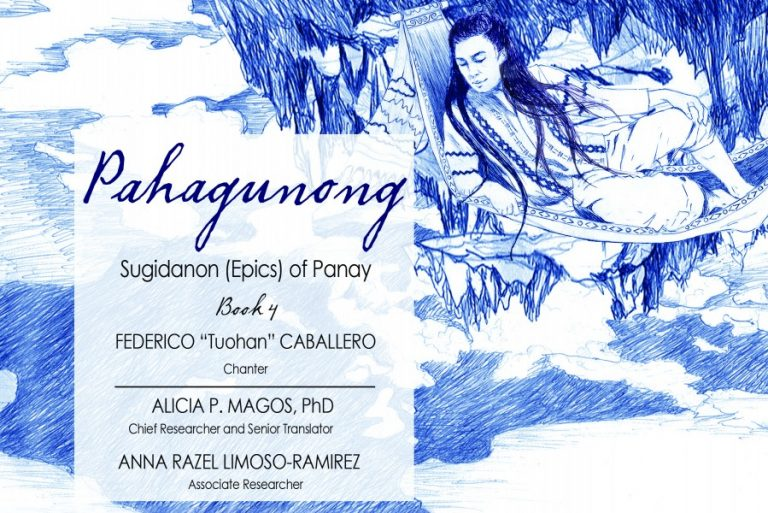 Pahagunong
Sugidanon (Epics) of Panay
Book 4
FEDERICO “Tuohan” CABALLERO
Chanter
ALICIA P. MAGOS, PhD
Chief Researcher and Senior Translator
ANNA RAZEL LIMOSO-RAMIREZ
Associate Researcher